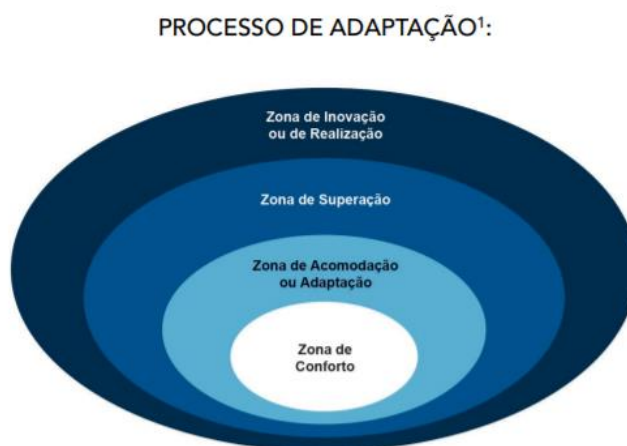 PROCESSO DE ADAPTAÇÃO¹:
Zona de Inovação
ou de Realização
Zona de Superação
Zona de Acomodação
ou Adaptação
Zona de
Conforto